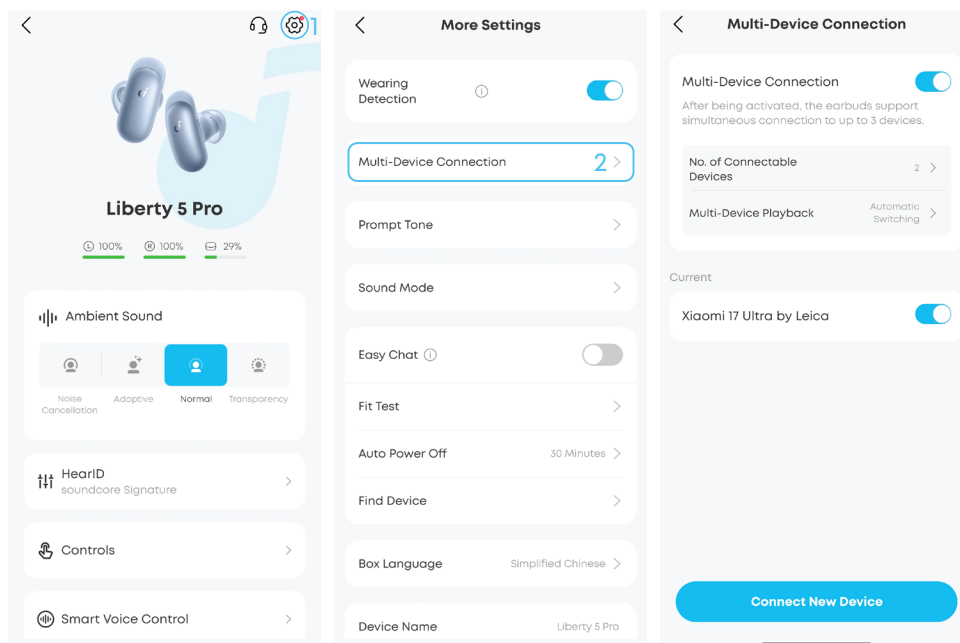 1
Liberty 5 Pro
L 100%
R 100%
29%
Ambient Sound
Noise
Cancellation
Adaptive
Normal
Transparency
HearID
soundcore Signature
Controls
Smart Voice Control
More Settings
Wearing
Detection
Multi-Device Connection 2
Prompt Tone
Sound Mode
Easy Chat
Fit Test
Auto Power Off 30 Minutes
Find Device
Box Language Simplified Chinese
Device Name Liberty 5 Pro
Multi-Device Connection
Multi-Device Connection
After being activated, the earbuds support
simultaneous connection to up to 3 devices.
No. of Connectable
Devices
2
Multi-Device Playback
Automatic
Switching
Current
Xiaomi 17 Ultra by Leica
Connect New Device